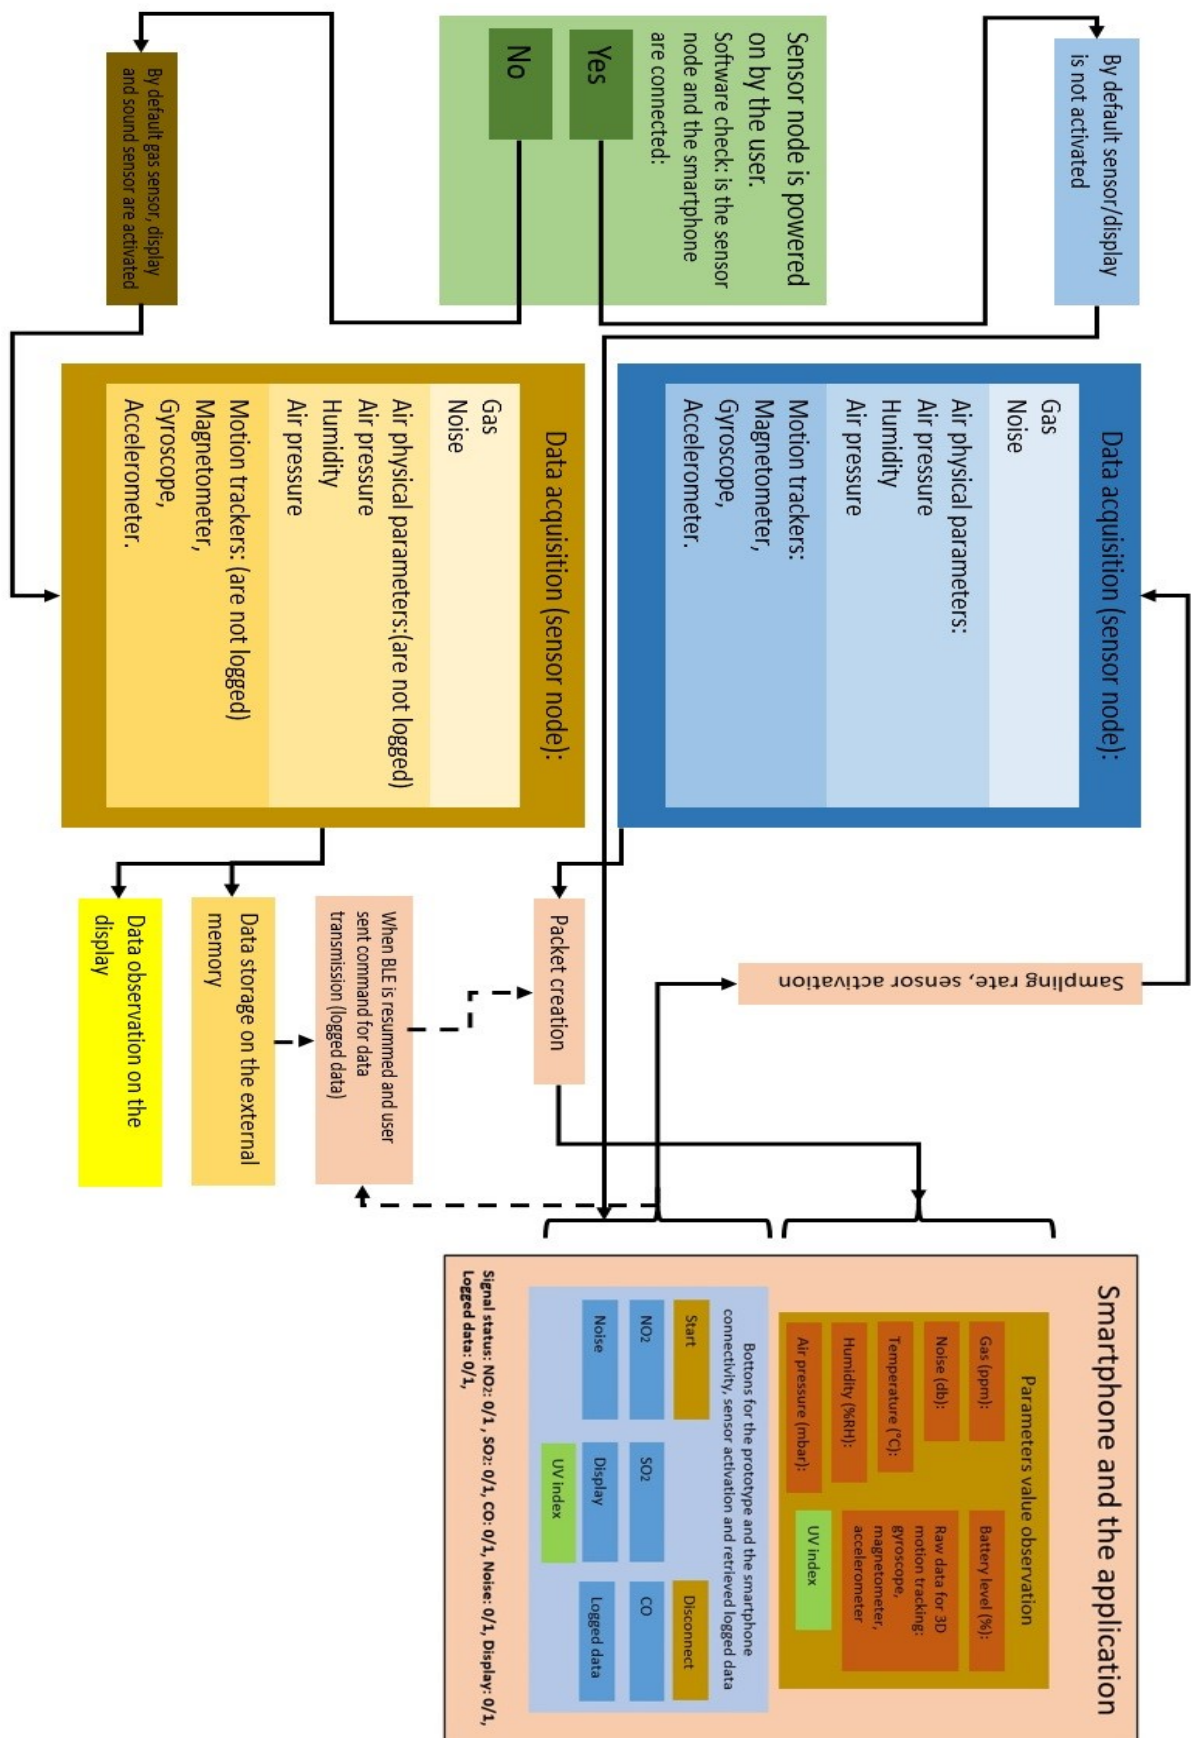 Sensor node is powered
on by the user.
Software check: is the sensor
node and the smartphone
are connected:
Yes
No
By default sensor/display
is not activated
By default gas sensor, display
and sound sensor are activated
Data acquisition (sensor node):
Gas
Noise
Air physical parameters:
Air pressure
Humidity
Air pressure
Motion trackers:
Magnetometer,
Gyroscope,
Accelerometer.
Data acquisition (sensor node):
Gas
Noise
Air physical parameters:(are not logged)
Air pressure
Humidity
Air pressure
Motion trackers: (are not logged)
Magnetometer,
Gyroscope,
Accelerometer.
Sampling rate, sensor activation
Packet creation
When BLE is resummed and user
sent command for data
transmission (logged data)
Data storage on the external
memory
Data observation on the
display
Smartphone and the application
Parameters value observation
Gas (ppm):
Noise (db):
Temperature (°C):
Humidity (%RH):
Air pressure (mbar):
Battery level (%):
Raw data for 3D
motion tracking:
gyroscope,
magnetometer,
accelerometer
UV index
Bottons for the prototype and the smartphone
connectivity, sensor activation and retrieved logged data
Start
Disconnect
NO2
SO2
CO
Noise
Display
Logged data
UV index
Signal status: NO2: 0/1 , SO2: 0/1, CO: 0/1, Noise: 0/1, Display: 0/1,
Logged data: 0/1,